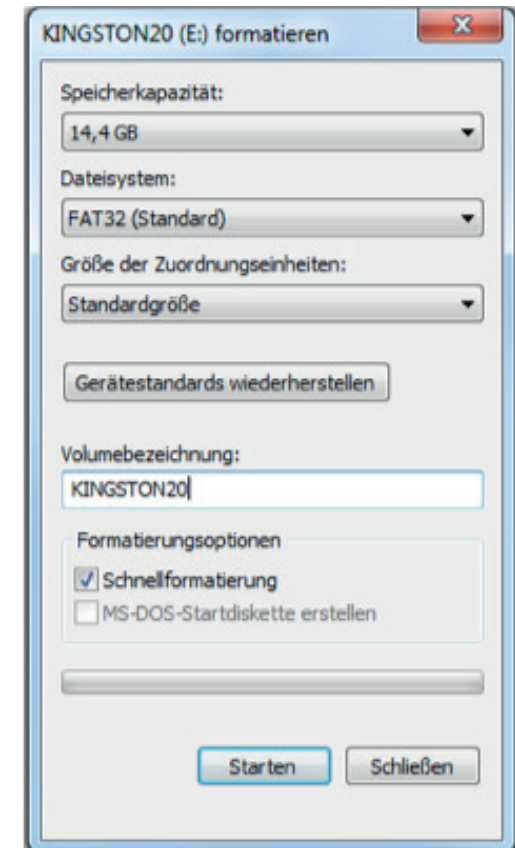 KINGSTON20 (E:) formatieren
Speicherkapazität:
14,4 GB
Dateisystem:
FAT32 (Standard)
Größe der Zuordnungseinheiten:
Standardgröße
Gerätestandards wiederherstellen
Volumebezeichnung:
KINGSTON20
Formatierungsoptionen
Schnellformatierung
MS-DOS-Startdiskette erstellen
Starten Schließen